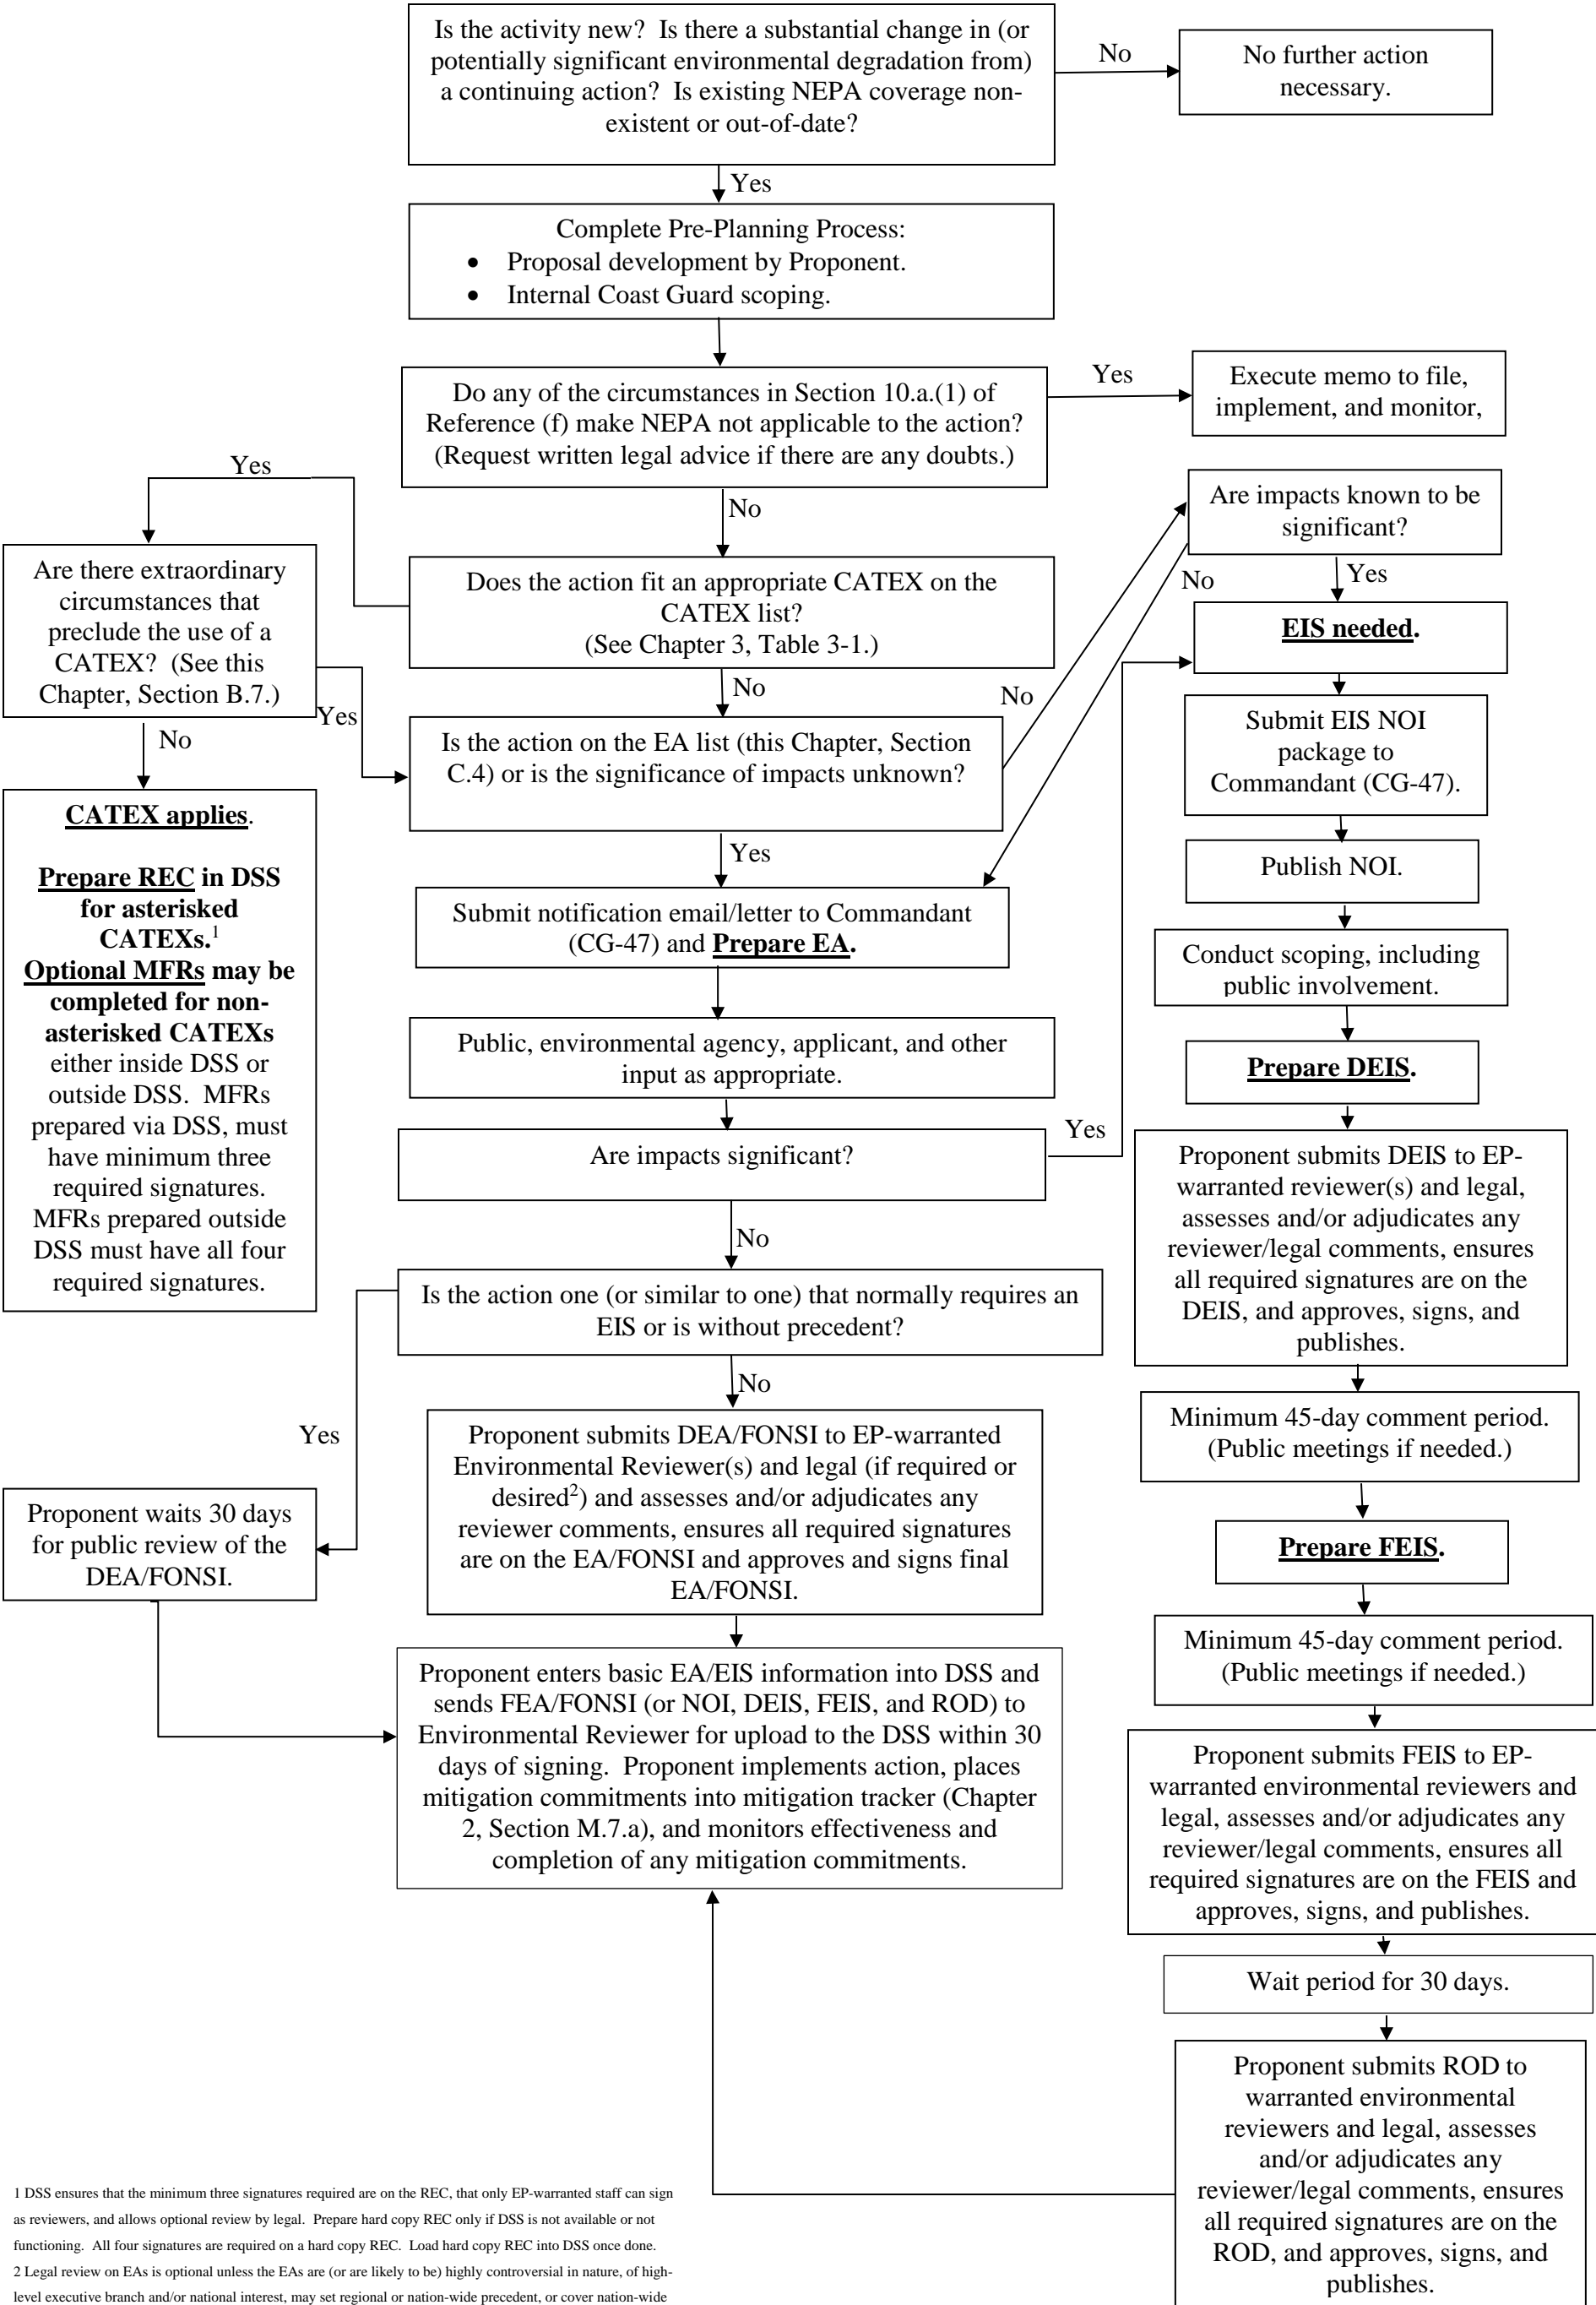 Is the activity new?  Is there a substantial change in (or
potentially significant environmental degradation from)
a continuing action?  Is existing NEPA coverage non-
existent or out-of-date?
No
No further action
necessary.
Yes
Complete Pre-Planning Process:
• Proposal development by Proponent.
• Internal Coast Guard scoping.
Do any of the circumstances in Section 10.a.(1) of
Reference (f) make NEPA not applicable to the action?
(Request written legal advice if there are any doubts.)
Yes
Execute memo to file,
implement, and monitor,
No
Does the action fit an appropriate CATEX on the
CATEX list?
(See Chapter 3, Table 3-1.)
Yes
Are there extraordinary
circumstances that
preclude the use of a
CATEX?  (See this
Chapter, Section B.7.)
Yes
No
CATEX applies.
Prepare REC in DSS
for asterisked
CATEXs.1
Optional MFRs may be
completed for non-
asterisked CATEXs
either inside DSS or
outside DSS.  MFRs
prepared via DSS, must
have minimum three
required signatures.
MFRs prepared outside
DSS must have all four
required signatures.
No
Is the action on the EA list (this Chapter, Section
C.4) or is the significance of impacts unknown?
No
Are impacts known to be
significant?
No
Yes
Yes
Submit notification email/letter to Commandant
(CG-47) and Prepare EA.
Public, environmental agency, applicant, and other
input as appropriate.
Are impacts significant?
Yes
No
Is the action one (or similar to one) that normally requires an
EIS or is without precedent?
Yes
Proponent waits 30 days
for public review of the
DEA/FONSI.
No
Proponent submits DEA/FONSI to EP-warranted
Environmental Reviewer(s) and legal (if required or
desired2) and assesses and/or adjudicates any
reviewer comments, ensures all required signatures
are on the EA/FONSI and approves and signs final
EA/FONSI.
Proponent enters basic EA/EIS information into DSS and
sends FEA/FONSI (or NOI, DEIS, FEIS, and ROD) to
Environmental Reviewer for upload to the DSS within 30
days of signing.  Proponent implements action, places
mitigation commitments into mitigation tracker (Chapter
2, Section M.7.a), and monitors effectiveness and
completion of any mitigation commitments.
EIS needed.
Submit EIS NOI
package to
Commandant (CG-47).
Publish NOI.
Conduct scoping, including
public involvement.
Prepare DEIS.
Proponent submits DEIS to EP-
warranted reviewer(s) and legal,
assesses and/or adjudicates any
reviewer/legal comments, ensures
all required signatures are on the
DEIS, and approves, signs, and
publishes.
Minimum 45-day comment period.
(Public meetings if needed.)
Prepare FEIS.
Minimum 45-day comment period.
(Public meetings if needed.)
Proponent submits FEIS to EP-
warranted environmental reviewers and
legal, assesses and/or adjudicates any
reviewer/legal comments, ensures all
required signatures are on the FEIS and
approves, signs, and publishes.
Wait period for 30 days.
Proponent submits ROD to
warranted environmental
reviewers and legal, assesses
and/or adjudicates any
reviewer/legal comments, ensures
all required signatures are on the
ROD, and approves, signs, and
publishes.
1 DSS ensures that the minimum three signatures required are on the REC, that only EP-warranted staff can sign
as reviewers, and allows optional review by legal.  Prepare hard copy REC only if DSS is not available or not
functioning.  All four signatures are required on a hard copy REC.  Load hard copy REC into DSS once done.
2 Legal review on EAs is optional unless the EAs are (or are likely to be) highly controversial in nature, of high-
level executive branch and/or national interest, may set regional or nation-wide precedent, or cover nation-wide